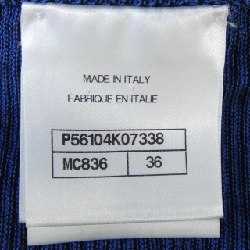 MADE IN ITALY
FABRIQUE EN ITALIE
P56104K07338
MC836 36